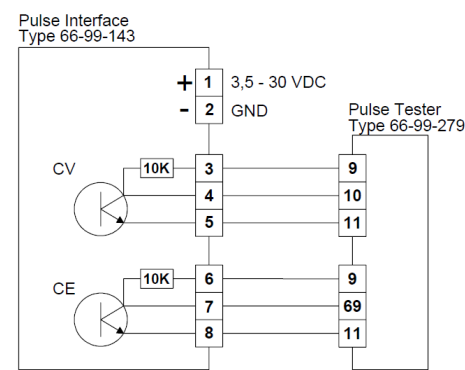 Pulse Interface
Type 66-99-143
+ 1 3,5 - 30 VDC
- 2 GND
Pulse Tester
Type 66-99-279
CV 10K 3 9
4 10
5 11
CE 10K 6 9
7 69
8 11